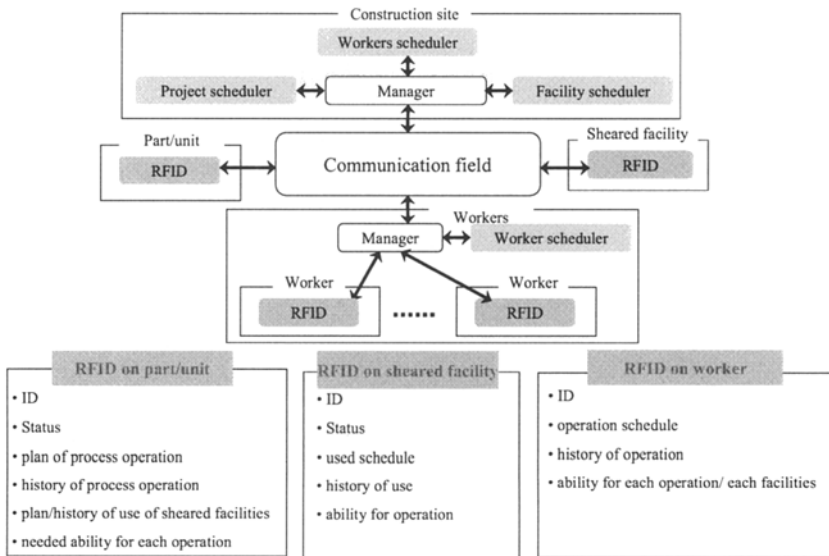 Construction site
Workers scheduler
Project scheduler
Manager
Facility scheduler
Part/unit
RFID
Communication field
Sheared facility
RFID
Workers
Manager
Worker scheduler
Worker
RFID
......
Worker
RFID
RFID on part/unit
• ID
• Status
• plan of process operation
• history of process operation
• plan/history of use of sheared facilities
• needed ability for each operation
RFID on sheared facility
• ID
• Status
• used schedule
• history of use
• ability for operation
RFID on worker
• ID
• operation schedule
• history of operation
• ability for each operation/ each facilities